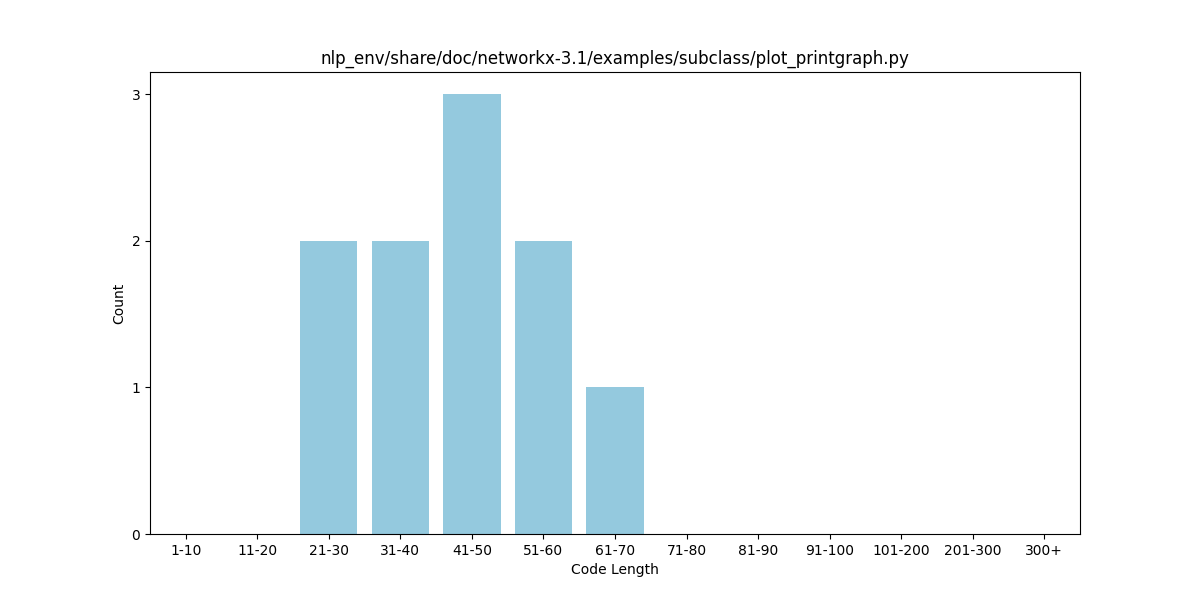 nlp_env/share/doc/networkx-3.1/examples/subclass/plot_printgraph.py
3
2
1
0
Count
1-10 11-20 21-30 31-40 41-50 51-60 61-70 71-80 81-90 91-100 101-200 201-300 300+
Code Length